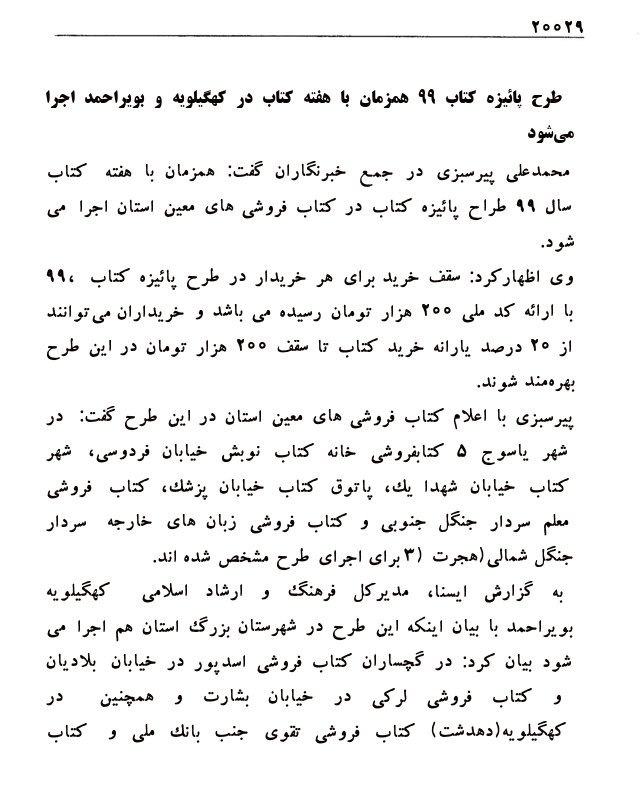 ۲۰۰۲۹
طرح پائیزه کتاب ۹۹ همزمان با هفته کتاب در کهگیلویه و بویراحمد اجرا
می‌شود
محمدعلی پیرسبزی در جمع خبرنگاران گفت: همزمان با هفته کتاب
سال ۹۹ طراح پائیزه کتاب در کتاب فروشی های معین استان اجرا می
شود.
وی اظهارکرد: سقف خرید برای هر خریدار در طرح پائیزه کتاب ۹۹،
با ارائه کد ملی ۲۰۰ هزار تومان رسیده می باشد و خریداران می‌توانند
از ۲۰ درصد یارانه خرید کتاب تا سقف ۲۰۰ هزار تومان در این طرح
بهره‌مند شوند.
پیرسبزی با اعلام کتاب فروشی های معین استان در این طرح گفت: در
شهر یاسوج ۵ کتابفروشی خانه کتاب نوبش خیابان فردوسی، شهر
کتاب خیابان شهدا یك، پاتوق کتاب خیابان پزشك، کتاب فروشی
معلم سردار جنگل جنوبی و کتاب فروشی زبان های خارجه سردار
جنگل شمالی(هجرت (۳ برای اجرای طرح مشخص شده اند.
به گزارش ایسنا، مدیرکل فرهنگ و ارشاد اسلامی کهگیلویه
بویراحمد با بیان اینکه این طرح در شهرستان بزرگ استان هم اجرا می
شود بیان کرد: در گچساران کتاب فروشی اسدپور در خیابان بلادیان
و کتاب فروشی لرکی در خیابان بشارت و همچنین در
کهگیلویه(دهدشت) کتاب فروشی تقوی جنب بانك ملی و کتاب